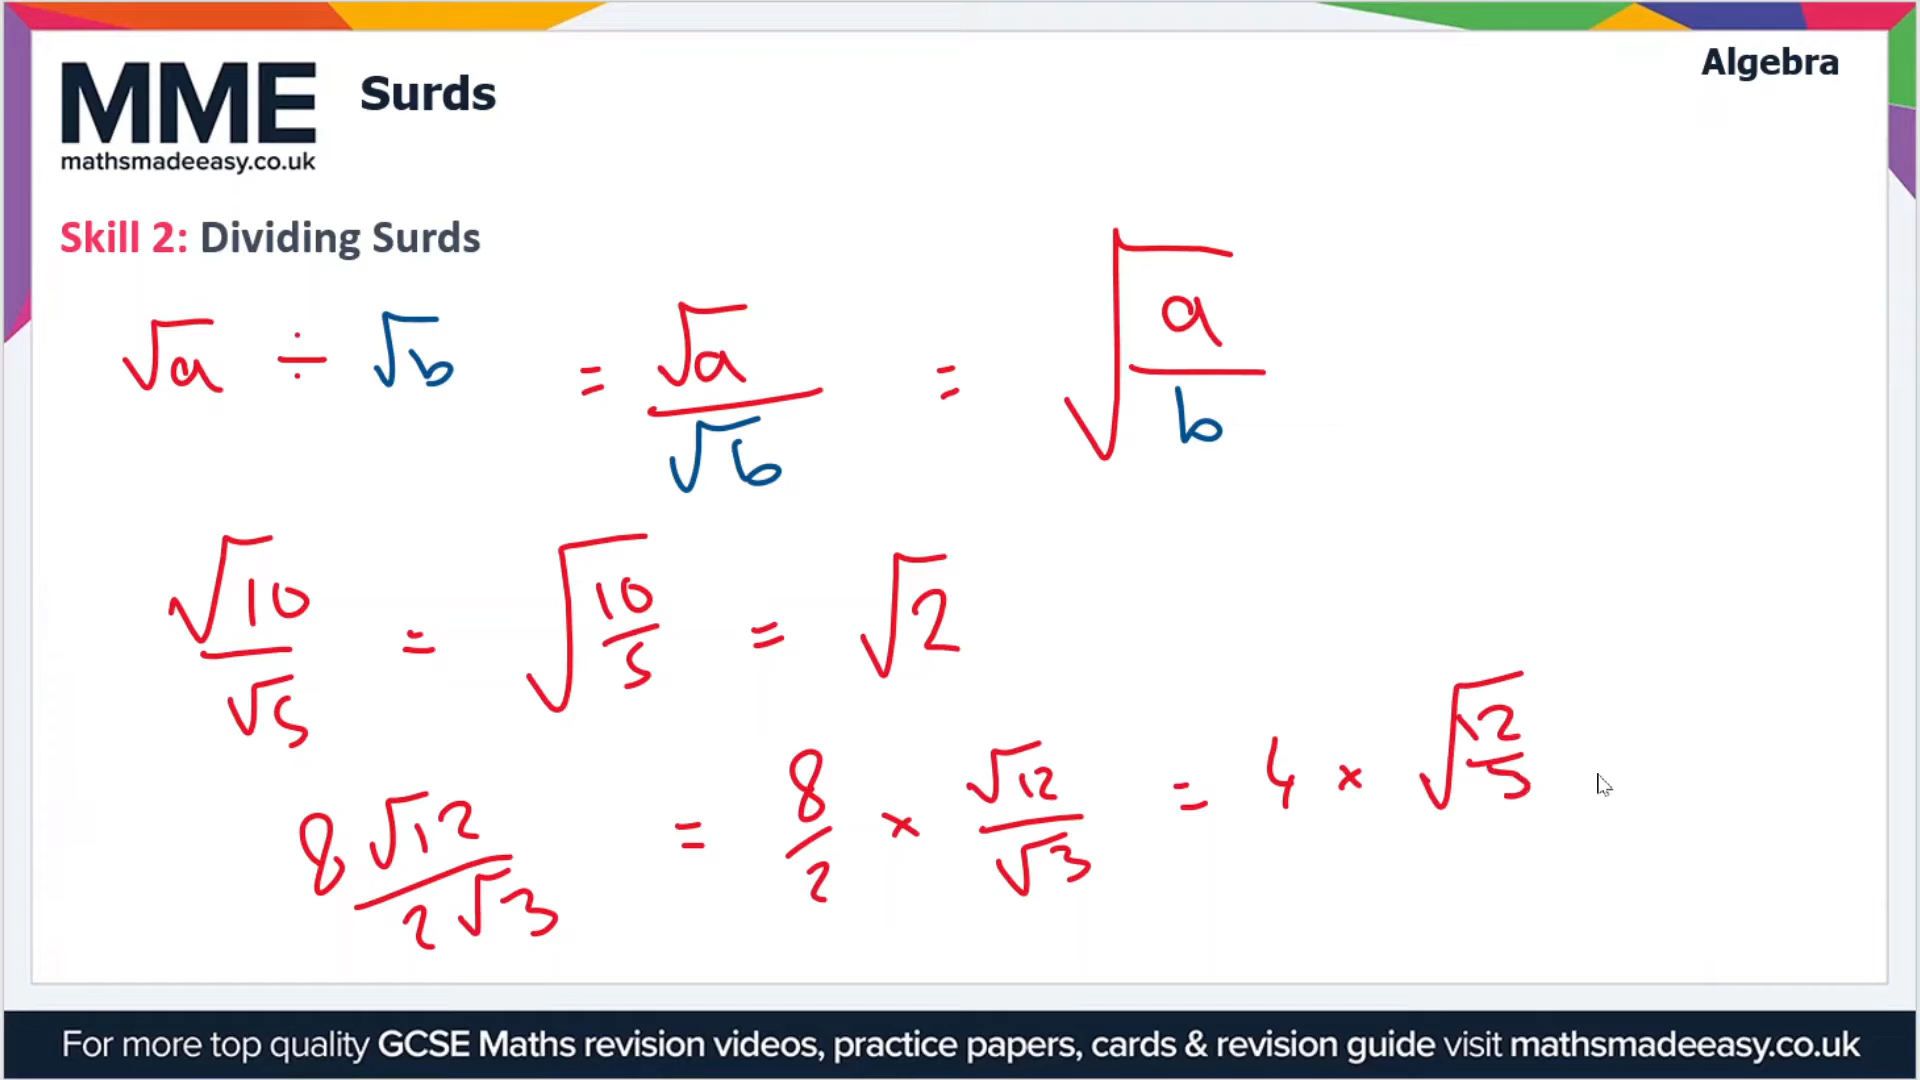 MME
mathsmadeeasy.co.uk
Surds
Algebra
Skill 2: Dividing Surds
√a ÷ √b = √a/√b = √(a/b)
√10/√5 = √(10/5) = √2
8√12/2√3 = 8/2 × √12/√3 = 4 × √(12/5)
For more top quality GCSE Maths revision videos, practice papers, cards & revision guide visit mathsmadeeasy.co.uk